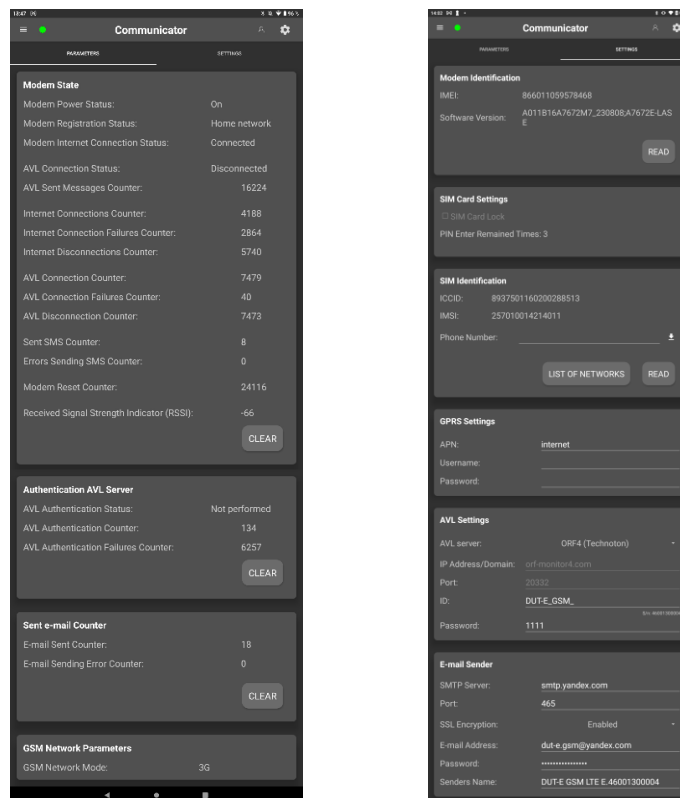 13:47
Communicator
PARAMETERS SETTINGS
Modem State
Modem Power Status: On
Modem Registration Status: Home network
Modem Internet Connection Status: Connected
AVL Connection Status: Disconnected
AVL Sent Messages Counter: 16224
Internet Connections Counter: 4188
Internet Connection Failures Counter: 2864
Internet Disconnections Counter: 5740
AVL Connection Counter: 7479
AVL Connection Failures Counter: 40
AVL Disconnection Counter: 7473
Sent SMS Counter: 8
Errors Sending SMS Counter: 0
Modem Reset Counter: 24116
Received Signal Strength Indicator (RSSI): -66
CLEAR
Authentication AVL Server
AVL Authentication Status: Not performed
AVL Authentication Counter: 134
AVL Authentication Failures Counter: 6257
CLEAR
Sent e-mail Counter
E-mail Sent Counter: 18
E-mail Sending Error Counter: 0
CLEAR
GSM Network Parameters
GSM Network Mode: 3G
Communicator
PARAMETERS SETTINGS
Modem Identification
IMEI: 866011059578468
Software Version: A011B16A7672M7_230808;A7672E-LAS
E
READ
SIM Card Settings
SIM Card Lock
PIN Enter Remained Times: 3
SIM Identification
ICCID: 8937501160200288513
IMSI: 257010014214011
Phone Number:
LIST OF NETWORKS READ
GPRS Settings
APN: internet
Username:
Password:
AVL Settings
AVL server: ORF4 (Technoton)
IP Address/Domain: orf-monitor4.com
Port: 20332
ID: DUT-E_GSM_
Password: 1111
E-mail Sender
SMTP Server: smtp.yandex.com
Port: 465
SSL Encryption: Enabled
E-mail Address: dut-e.gsm@yandex.com
Password: ••••••••••••••••
Senders Name: DUT-E GSM LTE E.46001300004